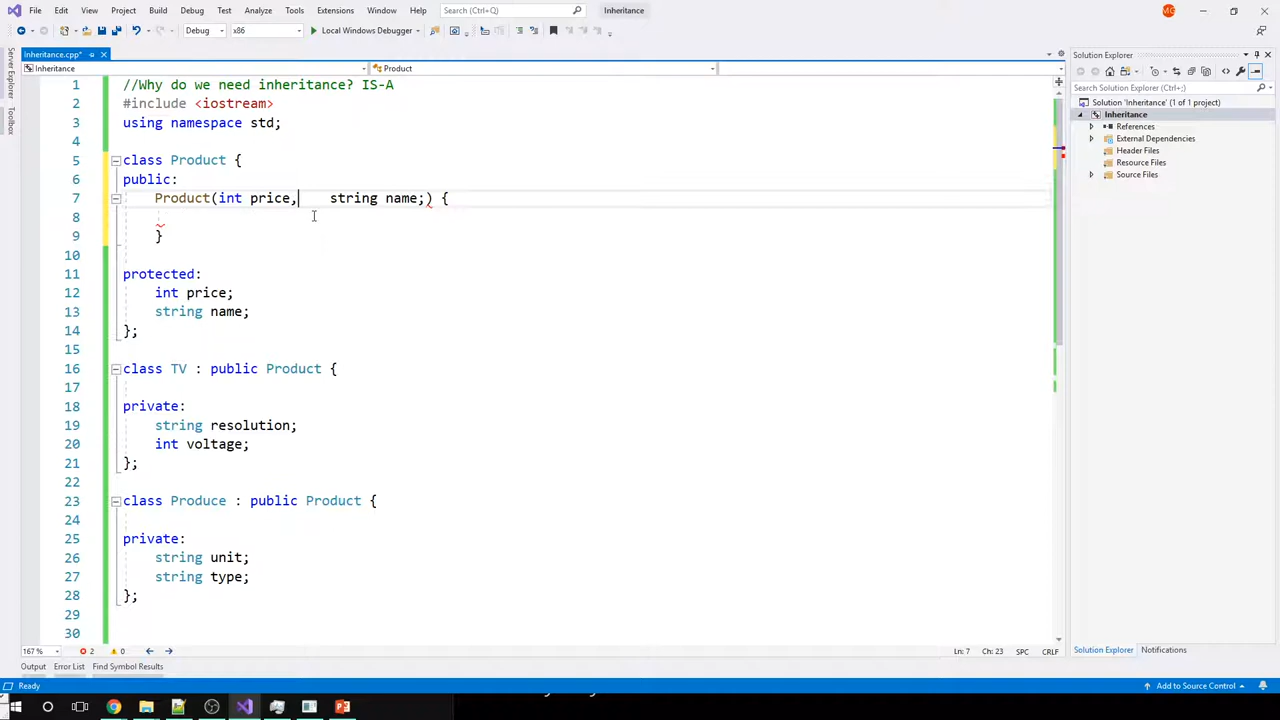 File Edit View Project Build Debug Test Analyze Tools Extensions Window Help Search (Ctrl+Q) Inheritance MG
Debug x86 Local Windows Debugger
Inheritance.cpp* Solution Explorer
Inheritance Product
Server Explorer
Toolbox
Search Solution Explorer (Ctrl+;)
Solution 'Inheritance' (1 of 1 project)
Inheritance
References
External Dependencies
Header Files
Resource Files
Source Files
1 //Why do we need inheritance? IS-A
2 #include <iostream>
3 using namespace std;
4
5 class Product {
6 public:
7 Product(int price,    string name;) {
8
9 }
10
11 protected:
12 int price;
13 string name;
14 };
15
16 class TV : public Product {
17
18 private:
19 string resolution;
20 int voltage;
21 };
22
23 class Produce : public Product {
24
25 private:
26 string unit;
27 string type;
28 };
29
30
167 % 2 0 Ln: 7 Ch: 23 SPC CRLF
Solution Explorer Notifications
Output Error List Find Symbol Results
Ready Add to Source Control